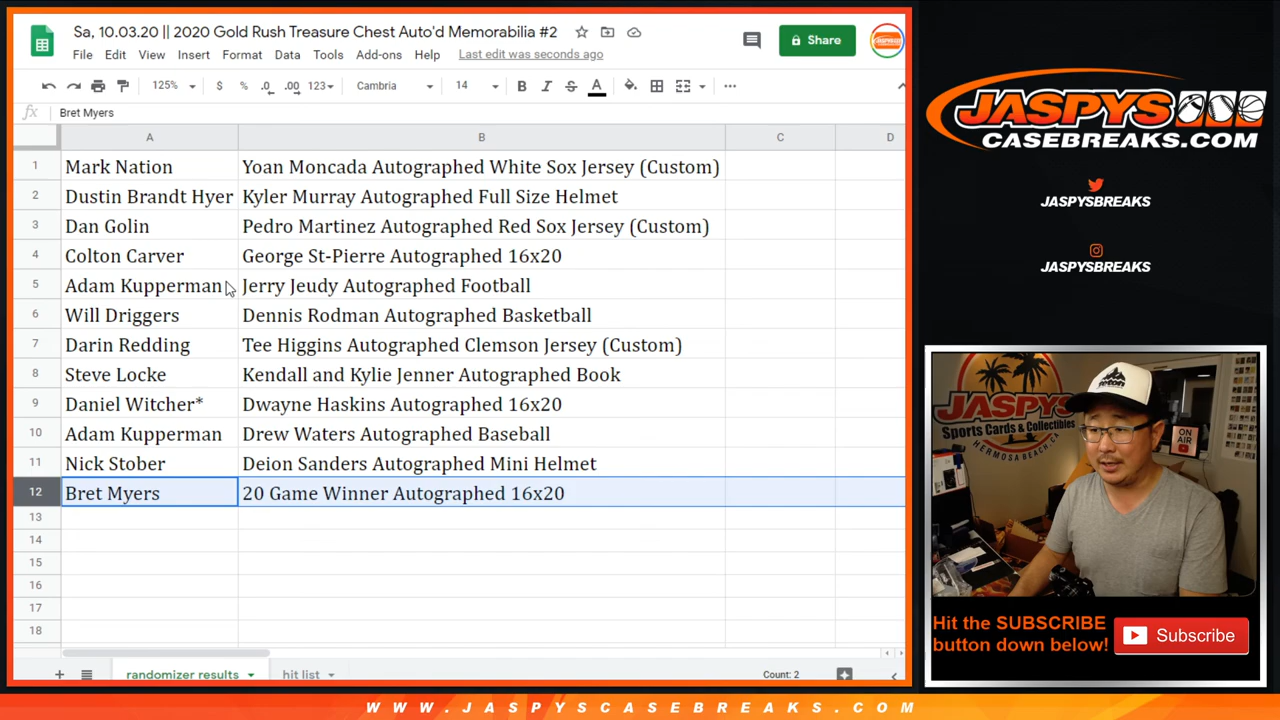 Sa, 10.03.20 || 2020 Gold Rush Treasure Chest Auto'd Memorabilia #2
File Edit View Insert Format Data Tools Add-ons Help Last edit was seconds ago
Share
125% $ % .0 .00 123 Cambria 14 B I S A
fx Bret Myers
A B C D
1 Mark Nation Yoan Moncada Autographed White Sox Jersey (Custom)
2 Dustin Brandt Hyer Kyler Murray Autographed Full Size Helmet
3 Dan Golin Pedro Martinez Autographed Red Sox Jersey (Custom)
4 Colton Carver George St-Pierre Autographed 16x20
5 Adam Kupperman Jerry Jeudy Autographed Football
6 Will Driggers Dennis Rodman Autographed Basketball
7 Darin Redding Tee Higgins Autographed Clemson Jersey (Custom)
8 Steve Locke Kendall and Kylie Jenner Autographed Book
9 Daniel Witcher* Dwayne Haskins Autographed 16x20
10 Adam Kupperman Drew Waters Autographed Baseball
11 Nick Stober Deion Sanders Autographed Mini Helmet
12 Bret Myers 20 Game Winner Autographed 16x20
13
14
15
16
17
18
randomizer results hit list Count: 2
JASPYS
CASEBREAKS.COM
JASPYSBREAKS
JASPYSBREAKS
JASPYS
Sports Cards & Collectibles
HERMOSA BEACH, CA
ON AIR
Hit the SUBSCRIBE
button down below!
Subscribe
WWW.JASPYSCASEBREAKS.COM